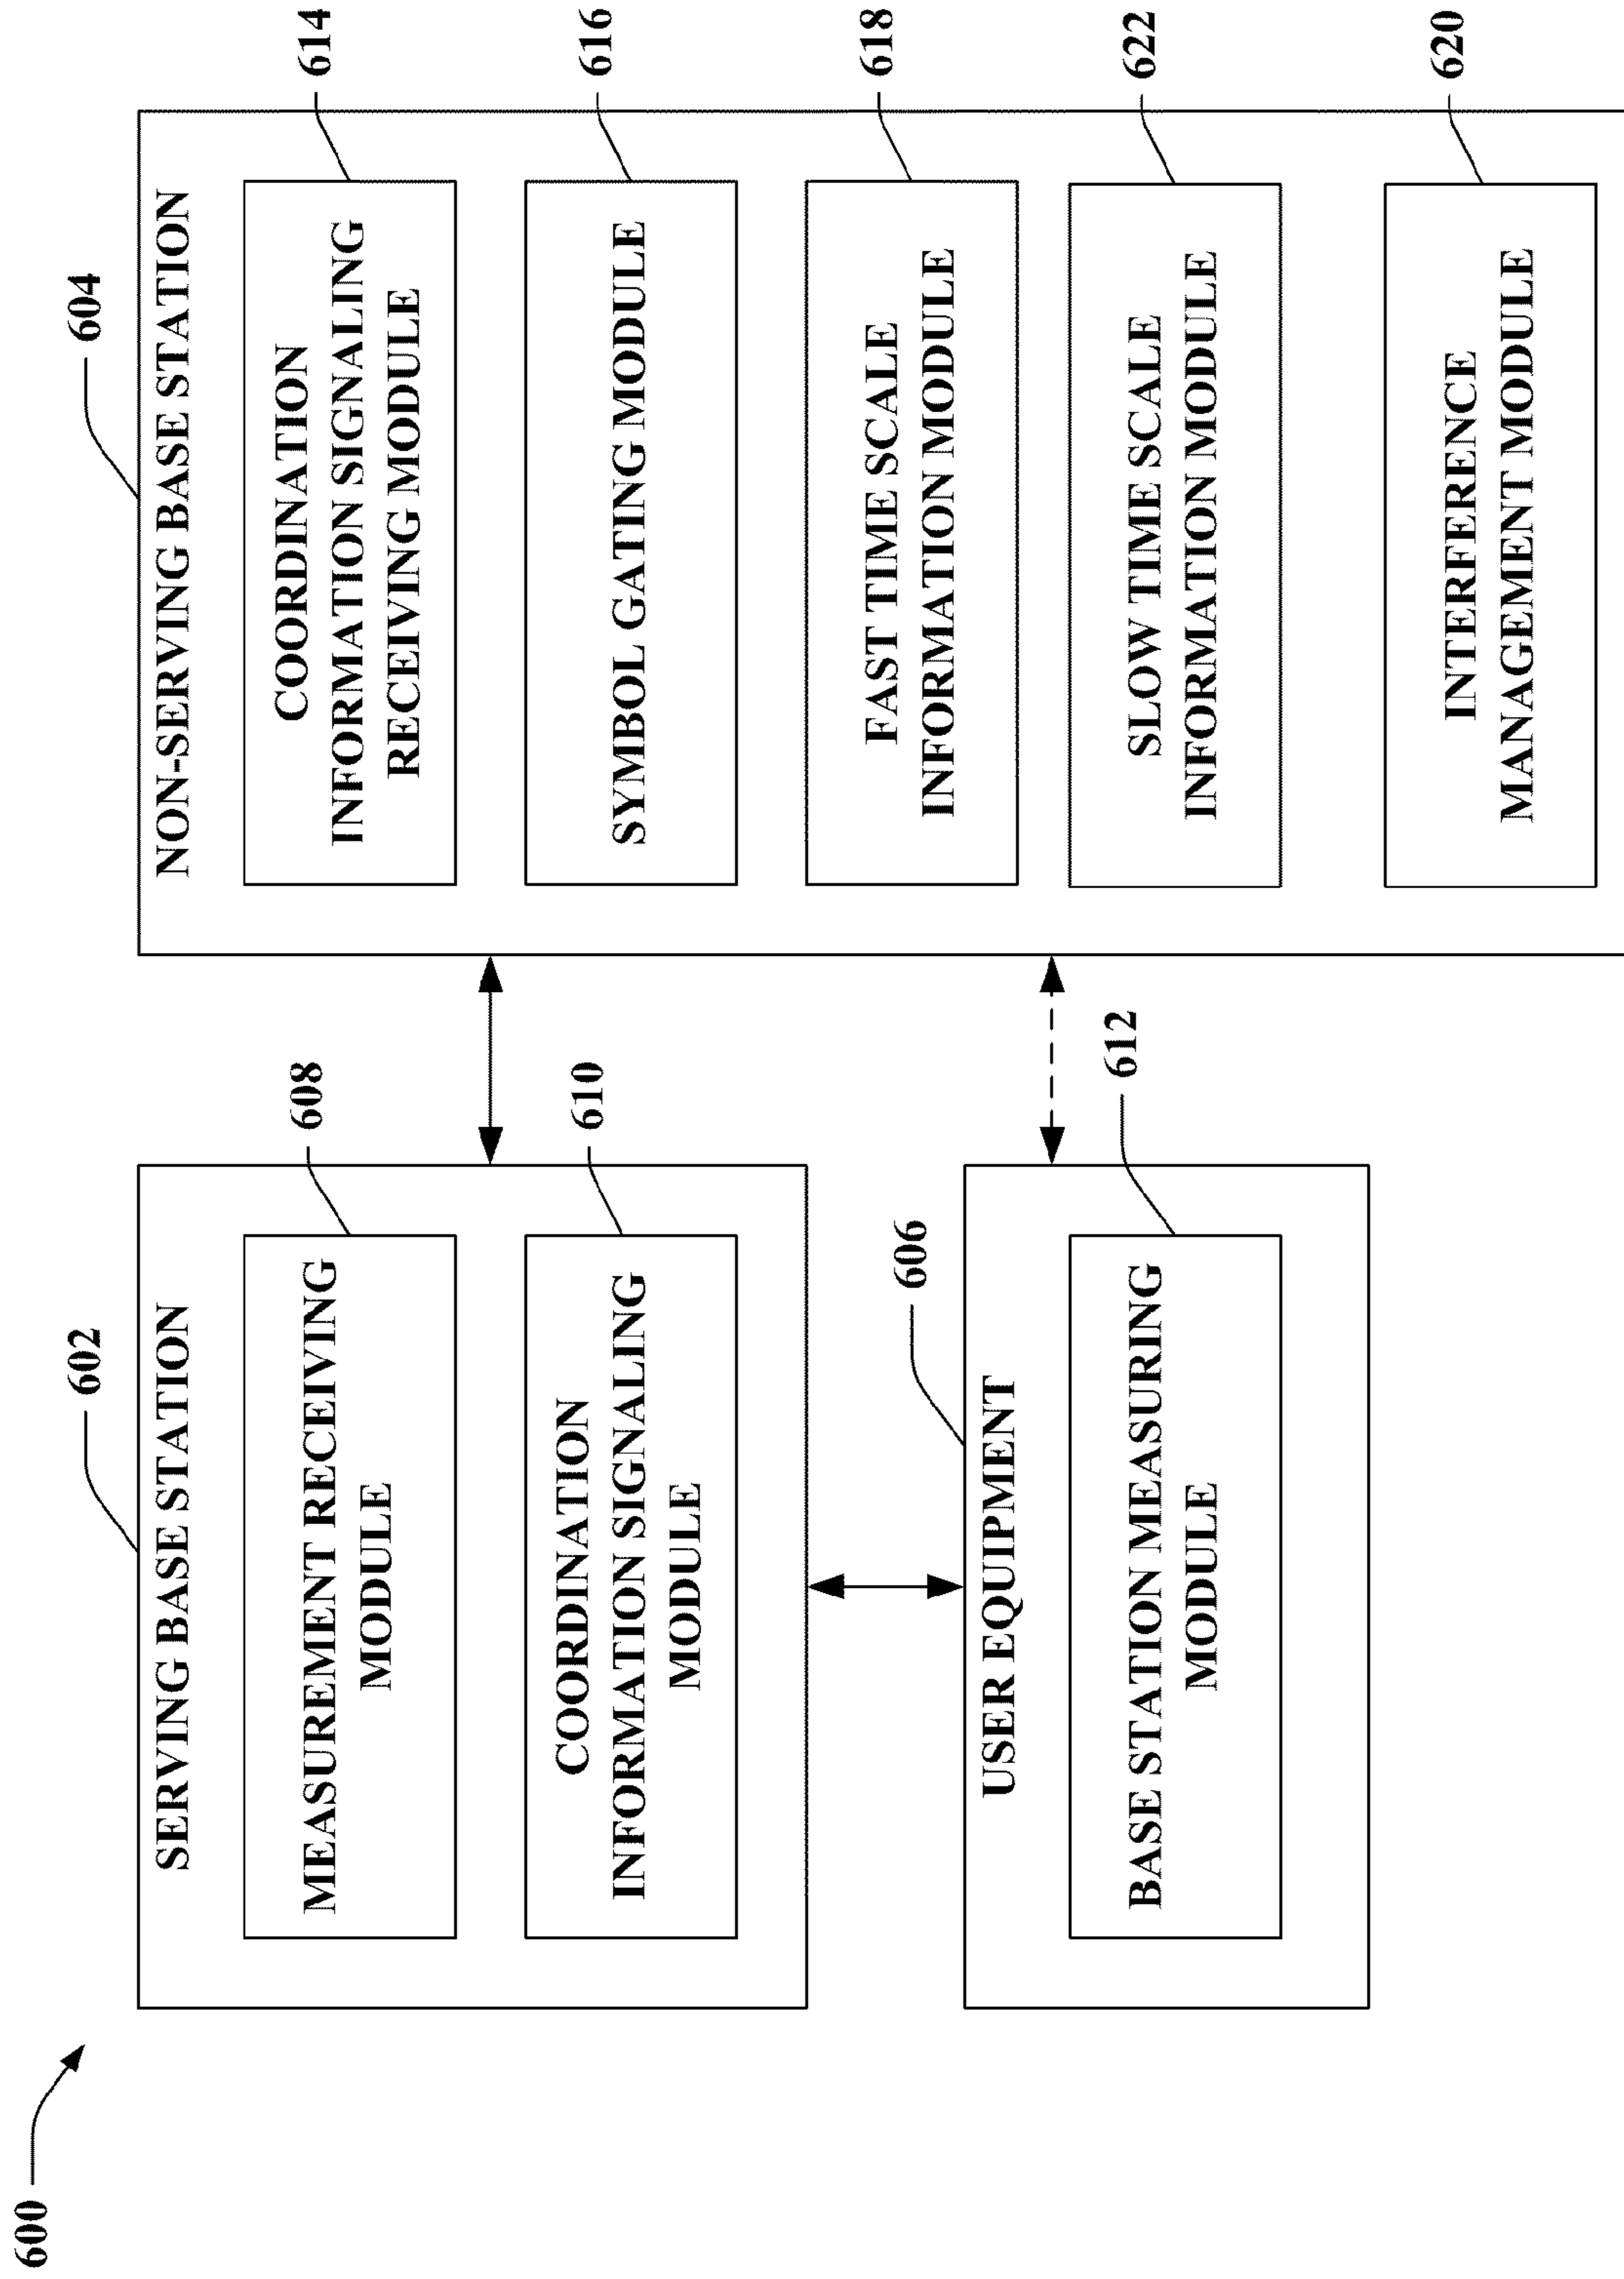 600
602
SERVING BASE STATION
608
MEASUREMENT RECEIVING
MODULE
610
COORDINATION
INFORMATION SIGNALING
MODULE
606
USER EQUIPMENT
612
BASE STATION MEASURING
MODULE
604
NON-SERVING BASE STATION
614
COORDINATION
INFORMATION SIGNALING
RECEIVING MODULE
616
SYMBOL GATING MODULE
618
FAST TIME SCALE
INFORMATION MODULE
622
SLOW TIME SCALE
INFORMATION MODULE
620
INTERFERENCE
MANAGEMENT MODULE